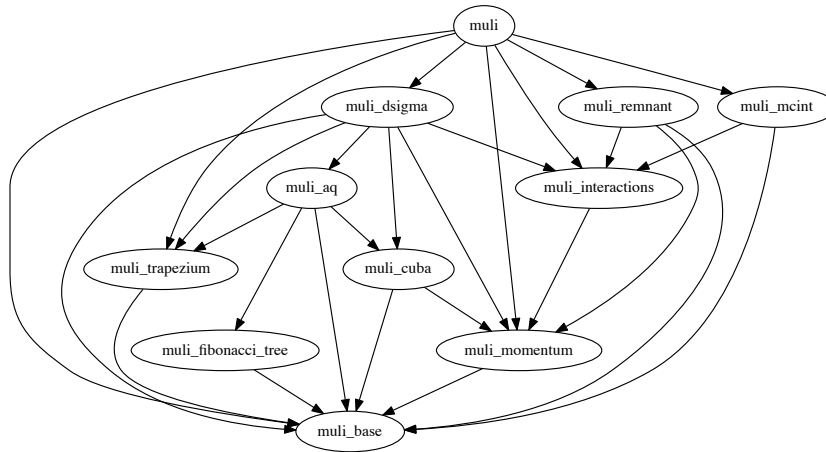 muli
muli_dsigma
muli_remnant
muli_mcint
muli_aq
muli_interactions
muli_trapezium
muli_cuba
muli_fibonacci_tree
muli_momentum
muli_base